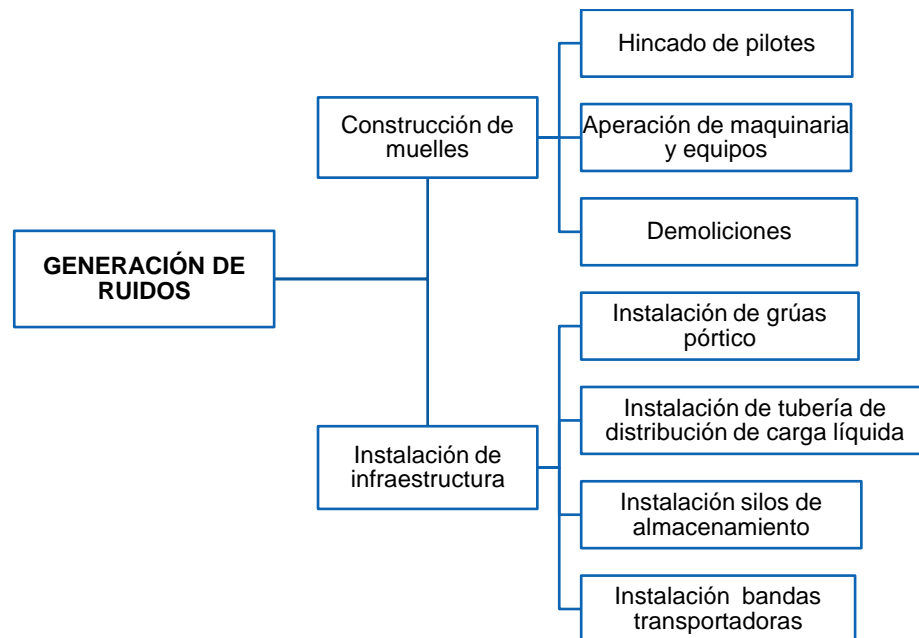 GENERACIÓN DE
RUIDOS
Construcción de
muelles
Hincado de pilotes
Aperación de maquinaria
y equipos
Demoliciones
Instalación de
infraestructura
Instalación de grúas
pórtico
Instalación de tubería de
distribución de carga líquida
Instalación silos de
almacenamiento
Instalación  bandas
transportadoras